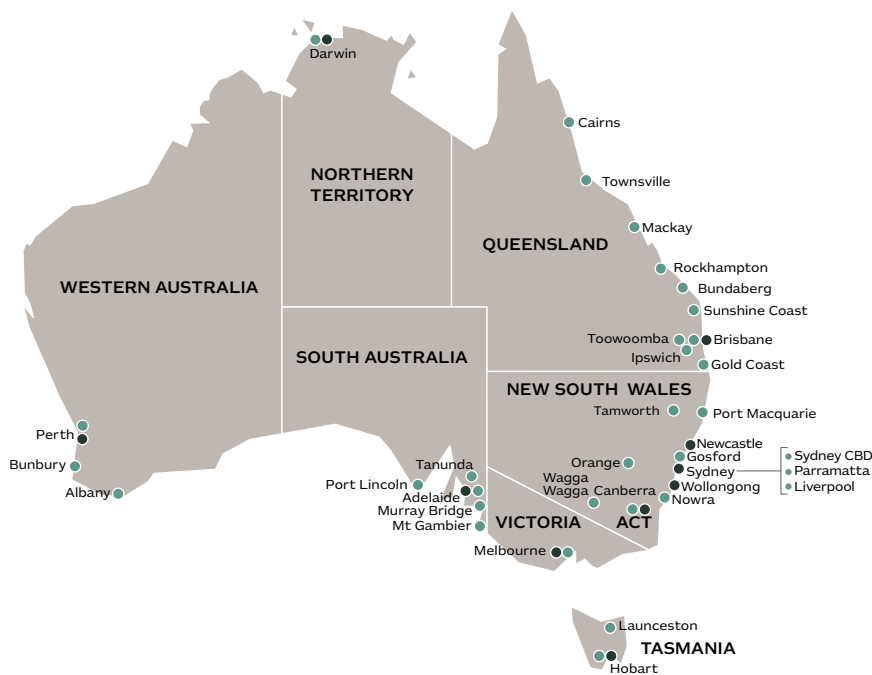 Darwin
Cairns
NORTHERN
TERRITORY
Townsville
Mackay
QUEENSLAND
Rockhampton
WESTERN AUSTRALIA
Bundaberg
Sunshine Coast
Toowoomba
Brisbane
Ipswich
SOUTH AUSTRALIA
Gold Coast
NEW SOUTH WALES
Tamworth
Port Macquarie
Perth
Newcastle
Gosford
Sydney CBD
Bunbury
Tanunda
Orange
Sydney
Parramatta
Wagga
Port Lincoln
Liverpool
Wollongong
Albany
Adelaide
Wagga Canberra
Nowra
Murray Bridge
Mt Gambier
VICTORIA
ACT
Melbourne
Launceston
TASMANIA
Hobart